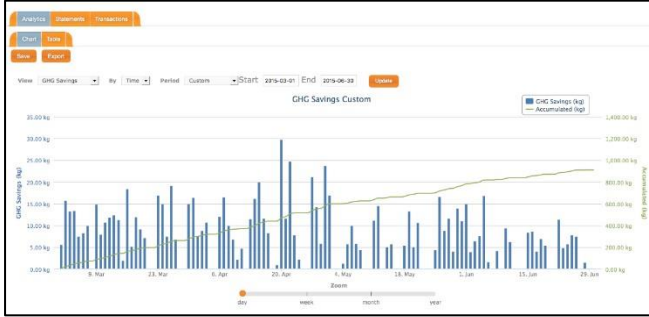 Analytics Statements Transactions
Chart Table
Save Export
View GHG Savings By Time Period Custom Start 2015-03-01 End 2015-06-30 Update
GHG Savings Custom
GHG Savings (kg)
Accumulated (kg)
35.00 kg 1,400.00 kg
30.00 kg 1,200.00 kg
25.00 kg 1,000.00 kg
20.00 kg 800.00 kg
15.00 kg 600.00 kg
10.00 kg 400.00 kg
5.00 kg 200.00 kg
0.00 kg 0.00 kg
GHG Savings (kg)
Accumulated (kg)
9. Mar 23. Mar 6. Apr 20. Apr 4. May 18. May 1. Jun 15. Jun 29. Jun
Zoom
day week month year